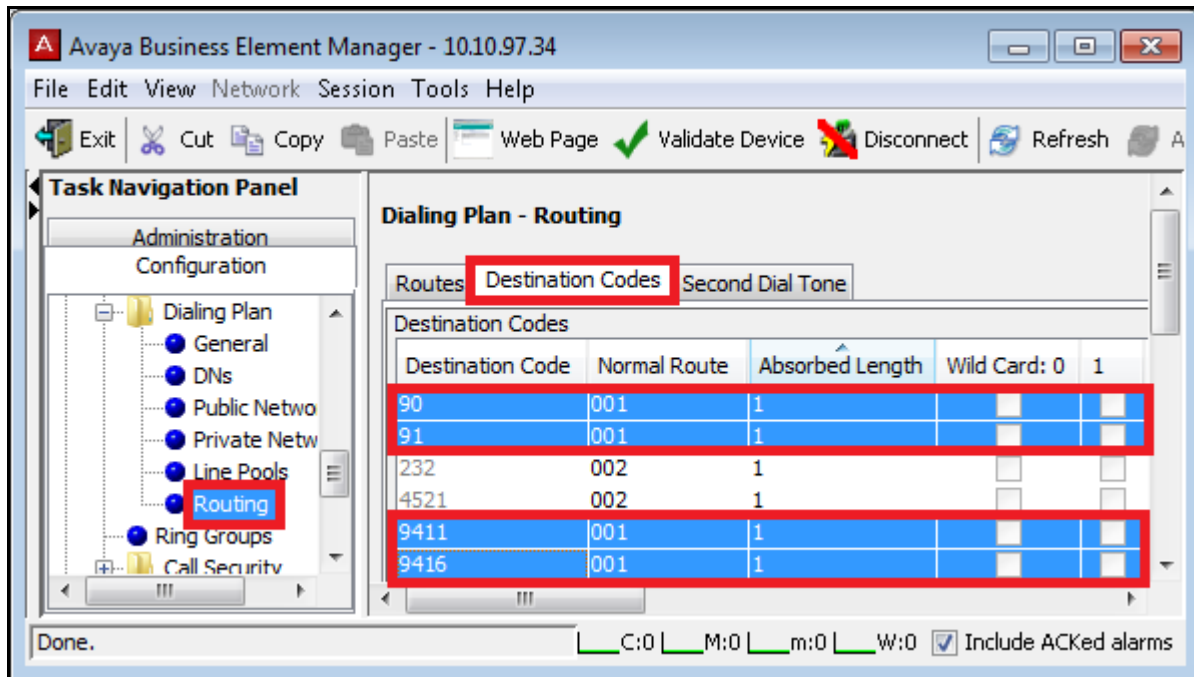 Avaya Business Element Manager - 10.10.97.34
File Edit View Network Session Tools Help
Exit Cut Copy Paste Web Page Validate Device Disconnect Refresh A
Task Navigation Panel
Administration
Configuration
Dialing Plan
General
DNs
Public Netwo
Private Netw
Line Pools
Routing
Ring Groups
Call Security
Dialing Plan - Routing
Routes Destination Codes Second Dial Tone
Destination Codes
Destination Code Normal Route Absorbed Length Wild Card: 0 1
90 001 1
91 001 1
232 002 1
4521 002 1
9411 001 1
9416 001 1
Done. C:0 M:0 m:0 W:0 Include ACKed alarms